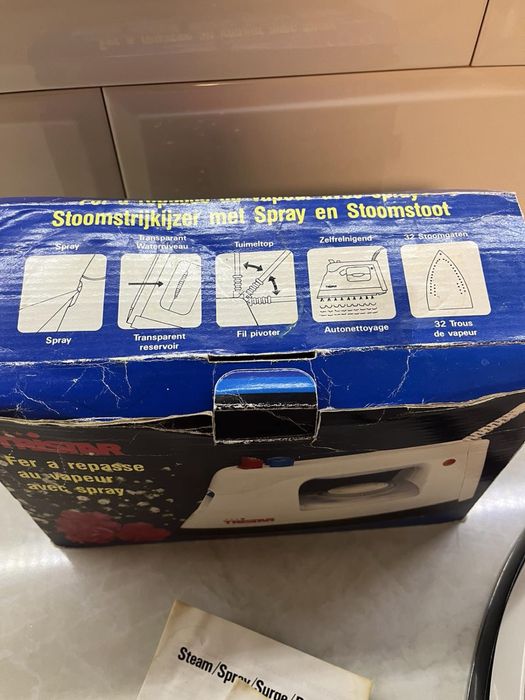 Stoomstrijkijzer met Spray en Stoomstoot
Spray
Transparant
Waterniveau
Tuimeltop
Zelfreinigend
32 Stoomgaten
Spray
Transparent
reservoir
Fil pivoter
Autonettoyage
32 Trous
de vapeur
TRISTAR
Fer a repasse
au vapeur
avec spray
TRISTAR
Steam/Spray/Surge/